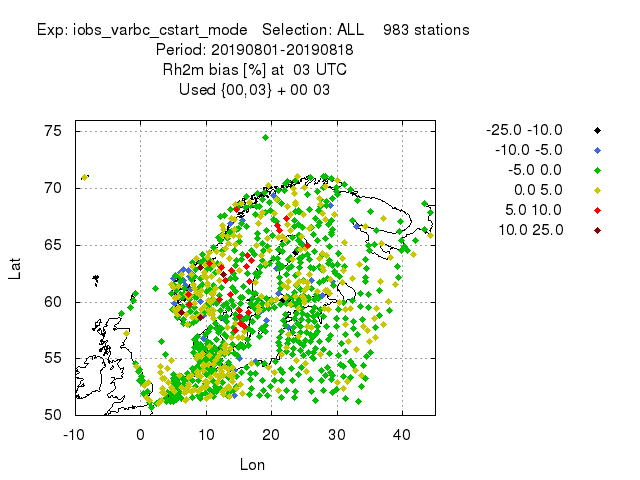 Exp: iobs_varbc_cstart_mode   Selection: ALL    983 stations
Period: 20190801-20190818
Rh2m bias [%] at  03 UTC
Used {00,03} + 00 03
-25.0 -10.0
-10.0 -5.0
-5.0 0.0
0.0 5.0
5.0 10.0
10.0 25.0
75
70
65
60
55
50
Lat
-10 0 10 20 30 40
Lon